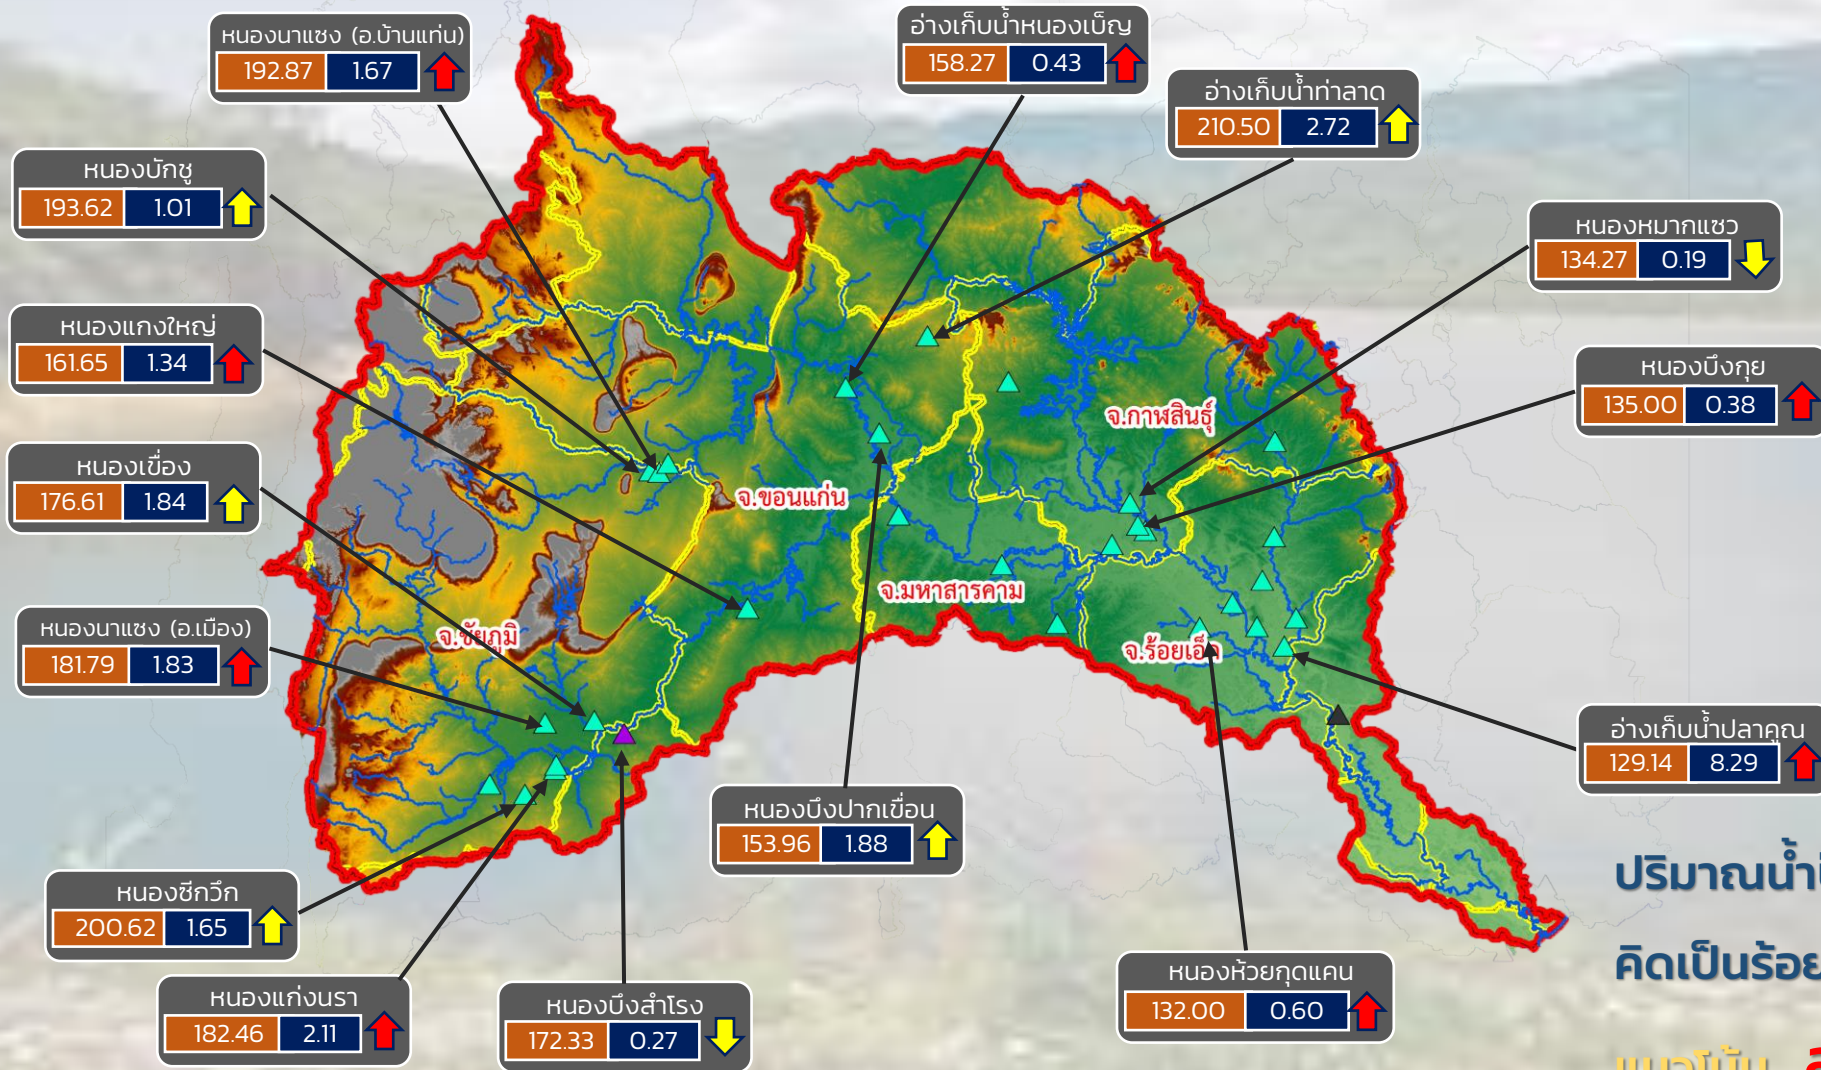 หนองนาแซง (อ.บ้านแท่น)
192.87 1.67
อ่างเก็บน้ำหนองเบ็ญ
158.27 0.43
อ่างเก็บน้ำท่าลาด
210.50 2.72
หนองบักชู
193.62 1.01
หนองหมากแซว
134.27 0.19
หนองแกงใหญ่
161.65 1.34
หนองบึงกุย
135.00 0.38
จ.กาฬสินธุ์
หนองเขื่อง
176.61 1.84
จ.ขอนแก่น
จ.มหาสารคาม
หนองนาแซง (อ.เมือง)
181.79 1.83
จ.ชัยภูมิ
จ.ร้อยเอ็ด
อ่างเก็บน้ำปลาคูณ
129.14 8.29
หนองบึงปากเขื่อน
153.96 1.88
ปริมาณน้ำ
หนองซีกวึก
200.62 1.65
คิดเป็นร้อย
หนองห้วยกุดแคน
132.00 0.60
หนองแก่งนรา
182.46 2.11
หนองบึงสำโรง
172.33 0.27
แนวโน้ม